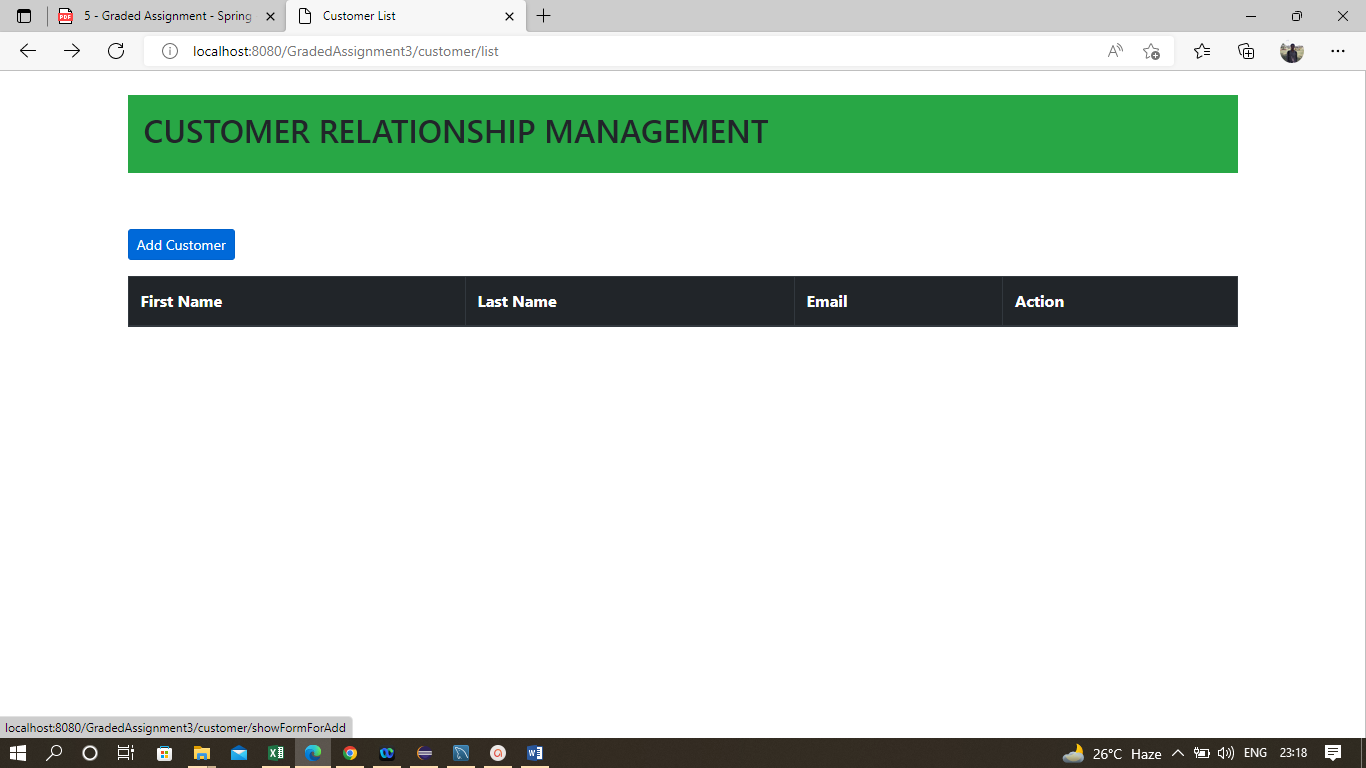 5 - Graded Assignment - Spring
Customer List
localhost:8080/GradedAssignment3/customer/list
CUSTOMER RELATIONSHIP MANAGEMENT
Add Customer
First Name Last Name Email Action
localhost:8080/GradedAssignment3/customer/showFormForAdd
26°C Haze ENG 23:18